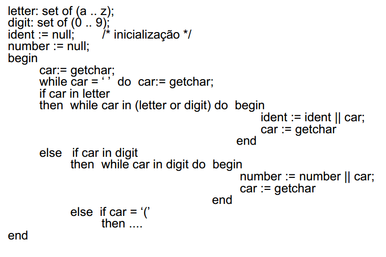 letter: set of (a .. z);
digit: set of (0 .. 9);
ident := null; /* inicialização */
number := null;
begin
car:= getchar;
while car = ‘ ’ do car:= getchar;
if car in letter
then while car in (letter or digit) do begin
ident := ident || car;
car := getchar
end
else if car in digit
then while car in digit do begin
number := number || car;
car := getchar
end
else if car = ‘(’
then ....
end